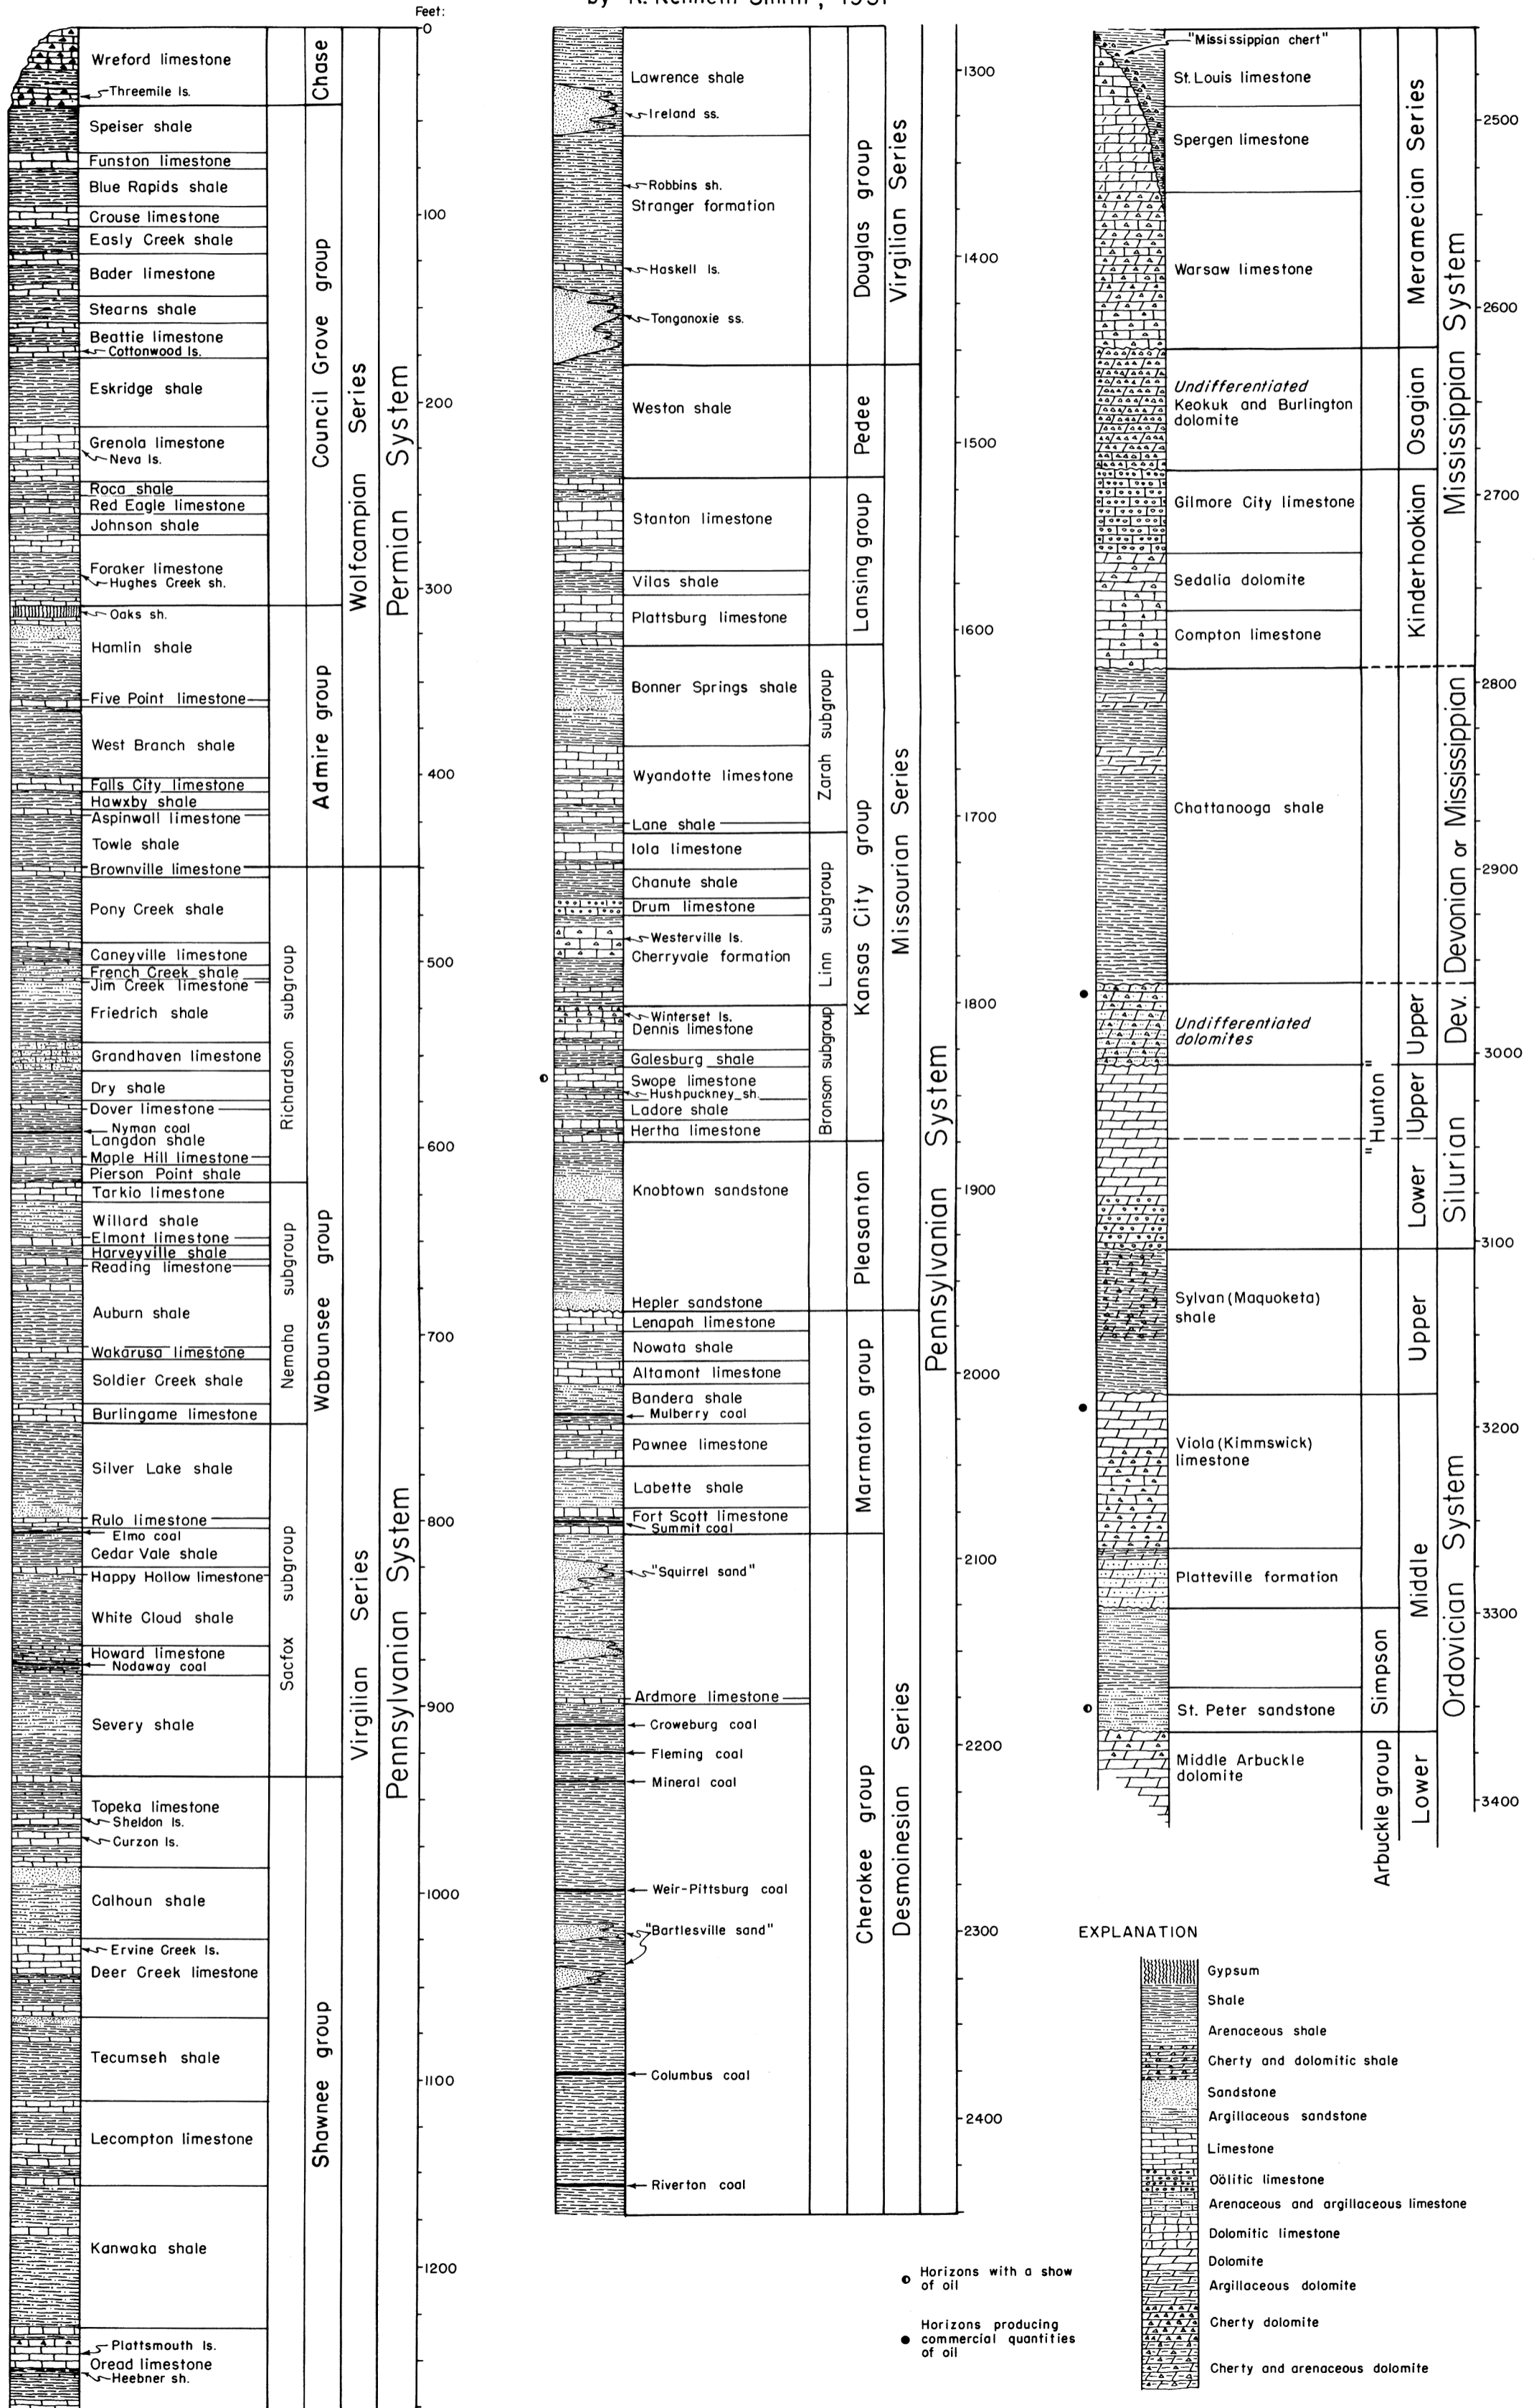 Feet:
0
Wreford limestone
Threemile ls.
Chase
Speiser shale
Funston limestone
Blue Rapids shale
Crouse limestone
100
Easly Creek shale
Bader limestone
Stearns shale
Beattie limestone
Cottonwood ls.
Eskridge shale
200
Grenola limestone
Neva ls.
Roca shale
Red Eagle limestone
Johnson shale
Foraker limestone
Hughes Creek sh.
300
Council Grove group
Oaks sh.
Hamlin shale
Five Point limestone
West Branch shale
400
Falls City limestone
Hawxby shale
Aspinwall limestone
Towle shale
Admire group
Wolfcampian Series
Permian System
Brownville limestone
Pony Creek shale
Caneyville limestone
500
French Creek shale
Jim Creek limestone
Friedrich shale
Grandhaven limestone
Dry shale
Dover limestone
Nyman coal
Langdon shale
600
Maple Hill limestone
Pierson Point shale
Richardson subgroup
Tarkio limestone
Willard shale
Elmont limestone
Harveyville shale
Reading limestone
Auburn shale
700
Wakarusa limestone
Soldier Creek shale
Burlingame limestone
Nemaha subgroup
Wabaunsee group
Silver Lake shale
Rulo limestone
800
Elmo coal
Cedar Vale shale
Happy Hollow limestone
White Cloud shale
Howard limestone
Nodaway coal
900
Severy shale
Sacfox subgroup
Topeka limestone
Sheldon ls.
Curzon ls.
1000
Calhoun shale
Ervine Creek ls.
Deer Creek limestone
Tecumseh shale
1100
Lecompton limestone
Kanwaka shale
1200
Plattsmouth ls.
Oread limestone
Heebner sh.
Shawnee group
Virgilian Series
Pennsylvanian System
Lawrence shale
1300
Ireland ss.
Robbins sh.
Stranger formation
1400
Haskell ls.
Tonganoxie ss.
Douglas group
Virgilian Series
Weston shale
1500
Pedee
Stanton limestone
Vilas shale
Plattsburg limestone
1600
Lansing group
Bonner Springs shale
Wyandotte limestone
Lane shale
1700
Zarah subgroup
Iola limestone
Chanute shale
Drum limestone
Westerville ls.
Cherryvale formation
1800
Linn subgroup
Winterset ls.
Dennis limestone
Galesburg shale
Swope limestone
Hushpuckney sh.
Ladore shale
Hertha limestone
Bronson subgroup
Kansas City group
Missourian Series
Knobtown sandstone
1900
Hepler sandstone
Pleasanton
Lenapah limestone
Nowata shale
Altamont limestone
2000
Bandera shale
Mulberry coal
Pawnee limestone
Labette shale
Fort Scott limestone
Summit coal
Marmaton group
2100
"Squirrel sand"
Ardmore limestone
Croweburg coal
2200
Fleming coal
Mineral coal
Weir-Pittsburg coal
"Bartlesville sand"
2300
Columbus coal
2400
Riverton coal
Cherokee group
Desmoinesian Series
Pennsylvanian System
"Mississippian chert"
St. Louis limestone
2500
Spergen limestone
Warsaw limestone
2600
Meramecian Series
Undifferentiated
Keokuk and Burlington
dolomite
Osagian
2700
Gilmore City limestone
Sedalia dolomite
Compton limestone
Kinderhookian
Mississippian System
2800
Chattanooga shale
2900
Devonian or Mississippian
Undifferentiated
dolomites
3000
Upper
Dev.
"Hunton"
Upper
Lower
Silurian
3100
Sylvan (Maquoketa)
shale
Upper
3200
Viola (Kimmswick)
limestone
Platteville formation
3300
Middle
St. Peter sandstone
Simpson
Middle Arbuckle
dolomite
3400
Arbuckle group
Lower
Ordovician System
EXPLANATION
Gypsum
Shale
Arenaceous shale
Cherty and dolomitic shale
Sandstone
Argillaceous sandstone
Limestone
Oölitic limestone
Arenaceous and argillaceous limestone
Dolomitic limestone
Dolomite
Argillaceous dolomite
Cherty dolomite
Cherty and arenaceous dolomite
Horizons with a show
of oil
Horizons producing
commercial quantities
of oil